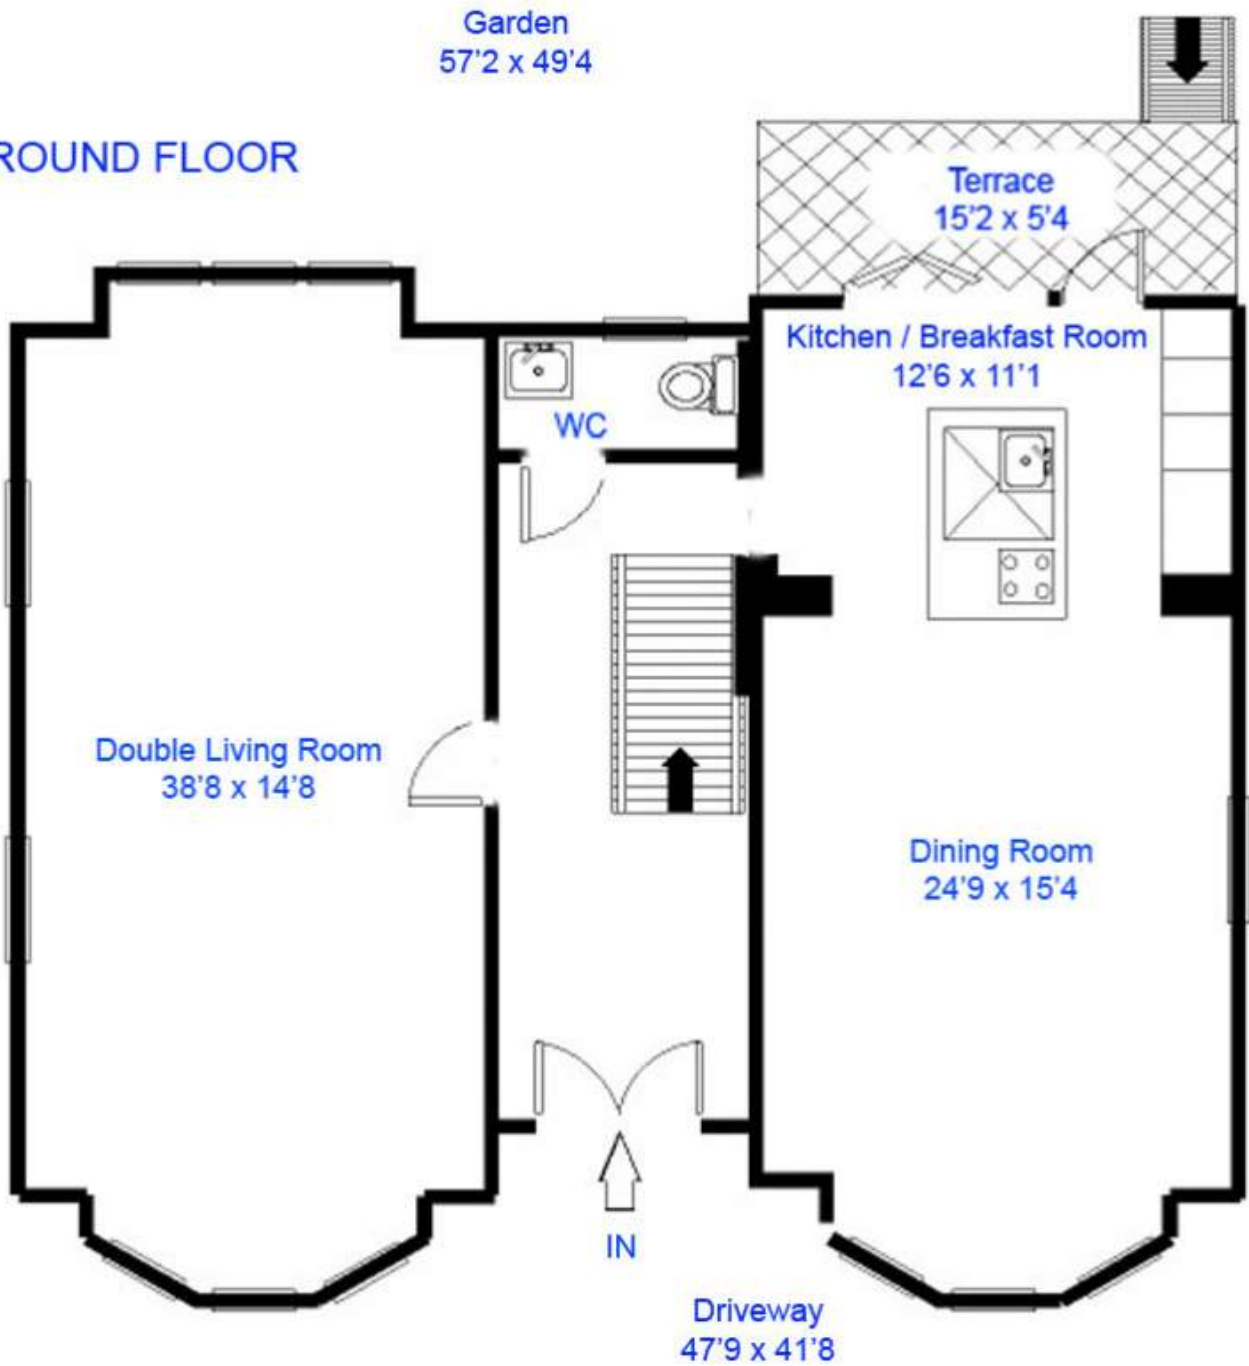 Garden
57'2 x 49'4
ROUND FLOOR
Terrace
15'2 x 5'4
Kitchen / Breakfast Room
12'6 x 11'1
WC
Double Living Room
38'8 x 14'8
Dining Room
24'9 x 15'4
IN
Driveway
47'9 x 41'8